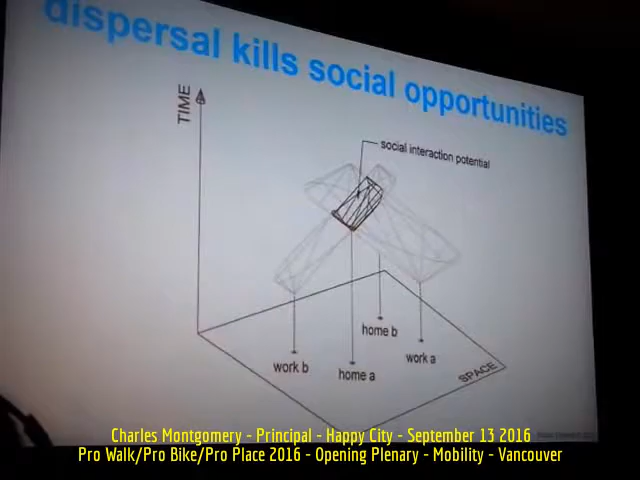 dispersal kills social opportunities
TIME
social interaction potential
home b
work b
work a
home a
SPACE
Charles Montgomery - Principal - Happy City - September 13 2016
Pro Walk/Pro Bike/Pro Place 2016 - Opening Plenary - Mobility - Vancouver